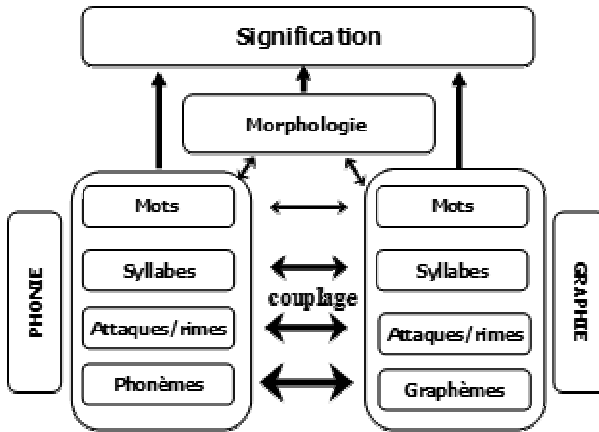 Signification
Morphologie
PHONIE
Mots
Syllabes
Attaques/rimes
Phonèmes
couplage
Mots
Syllabes
Attaques/rimes
Graphèmes
GRAPHIE